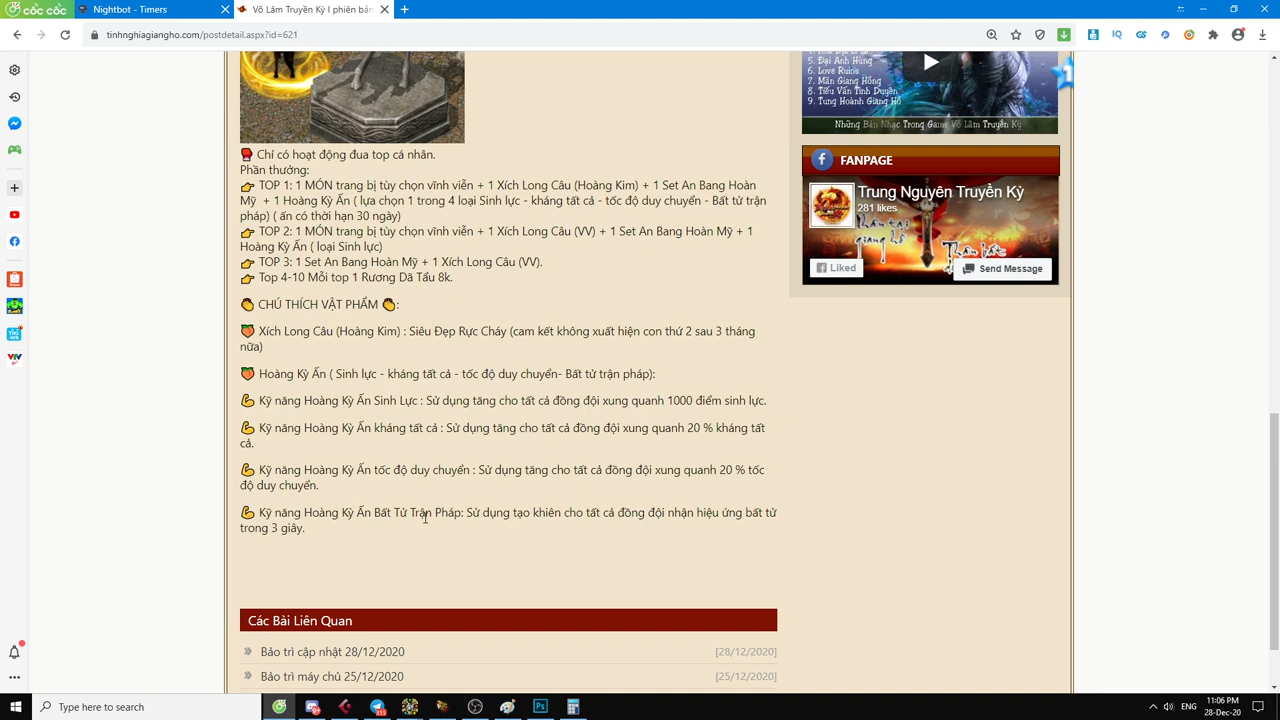 cốc cốc
Nightbot - Timers
Võ Lâm Truyền Kỳ I phiên bản
tinhnghiagiangho.com/postdetail.aspx?id=621
5. Đại Anh Hùng
6. Love Ruins
7. Mãn Giang Hồng
8. Tiếu Vấn Tình Duyên
9. Tung Hoành Giang Hồ
Những Bản Nhạc Trong Game Võ Lâm Truyền Kỳ
FANPAGE
Trung Nguyên Truyền Kỳ
281 likes
Liked
Send Message
Chỉ có hoạt động đua top cá nhân.
Phần thưởng:
TOP 1: 1 MÓN trang bị tùy chọn vĩnh viễn + 1 Xích Long Câu (Hoàng Kim) + 1 Set An Bang Hoàn
Mỹ + 1 Hoàng Kỳ Ấn ( lựa chọn 1 trong 4 loại Sinh lực - kháng tất cả - tốc độ duy chuyển - Bất tử trận
pháp) ( ấn có thời hạn 30 ngày)
TOP 2: 1 MÓN trang bị tùy chọn vĩnh viễn + 1 Xích Long Câu (VV) + 1 Set An Bang Hoàn Mỹ + 1
Hoàng Kỳ Ấn ( loại Sinh lực)
TOP 3: 1 Set An Bang Hoàn Mỹ + 1 Xích Long Câu (VV).
Top 4-10 Mỗi top 1 Rương Dã Tẩu 8k.
CHÚ THÍCH VẬT PHẨM :
Xích Long Câu (Hoàng Kim) : Siêu Đẹp Rực Cháy (cam kết không xuất hiện con thứ 2 sau 3 tháng
nữa)
Hoàng Kỳ Ấn ( Sinh lực - kháng tất cả - tốc độ duy chuyển- Bất tử trận pháp):
Kỹ năng Hoàng Kỳ Ấn Sinh Lực : Sử dụng tăng cho tất cả đồng đội xung quanh 1000 điểm sinh lực.
Kỹ năng Hoàng Kỳ Ấn kháng tất cả : Sử dụng tăng cho tất cả đồng đội xung quanh 20 % kháng tất
cả.
Kỹ năng Hoàng Kỳ Ấn tốc độ duy chuyển : Sử dụng tăng cho tất cả đồng đội xung quanh 20 % tốc
độ duy chuyển.
Kỹ năng Hoàng Kỳ Ấn Bất Tử Trận Pháp: Sử dụng tạo khiên cho tất cả đồng đội nhận hiệu ứng bất tử
trong 3 giây.
Các Bài Liên Quan
Bảo trì cập nhật 28/12/2020 [28/12/2020]
Bảo trì máy chủ 25/12/2020 [25/12/2020]
Type here to search
ENG
11:06 PM
28-Dec-20